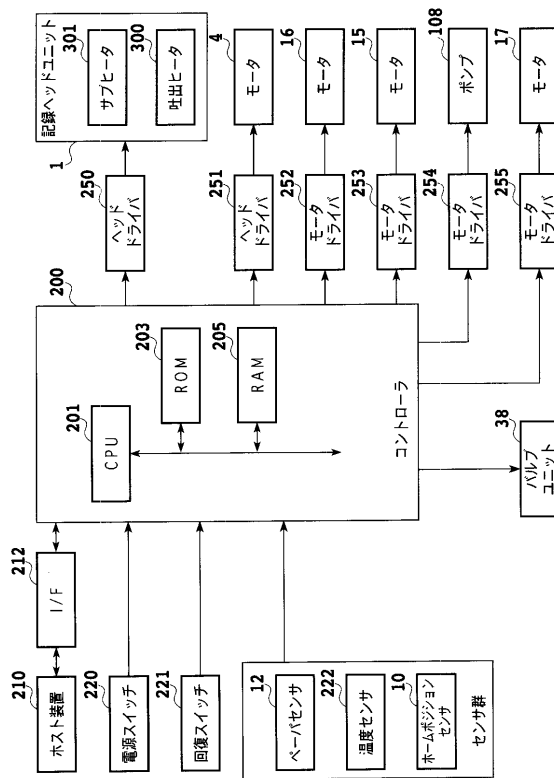 210
ホスト装置
212
I/F
220
電源スイッチ
221
回復スイッチ
12
ペーパセンサ
222
温度センサ
10
ホームポジション
センサ
センサ群
200
201
CPU
203
ROM
205
RAM
コントローラ
38
バルブ
ユニット
250
ヘッド
ドライバ
1
記録ヘッドユニット
301
サブヒータ
300
吐出ヒータ
251
ヘッド
ドライバ
4
モータ
252
モータ
ドライバ
16
モータ
253
モータ
ドライバ
15
モータ
254
モータ
ドライバ
108
ポンプ
255
モータ
ドライバ
17
モータ